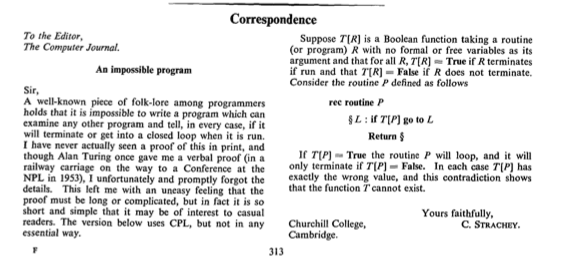 Correspondence
To the Editor,
The Computer Journal.
An impossible program
Sir,
A well-known piece of folk-lore among programmers
holds that it is impossible to write a program which can
examine any other program and tell, in every case, if it
will terminate or get into a closed loop when it is run.
I have never actually seen a proof of this in print, and
though Alan Turing once gave me a verbal proof (in a
railway carriage on the way to a Conference at the
NPL in 1953), I unfortunately and promptly forgot the
details. This left me with an uneasy feeling that the
proof must be long or complicated, but in fact it is so
short and simple that it may be of interest to casual
readers. The version below uses CPL, but not in any
essential way.
Suppose T[R] is a Boolean function taking a routine
(or program) R with no formal or free variables as its
argument and that for all R, T[R] = True if R terminates
if run and that T[R] = False if R does not terminate.
Consider the routine P defined as follows
rec routine P
§ L : if T[P] go to L
Return §
If T[P] = True the routine P will loop, and it will
only terminate if T[P] = False. In each case T[P] has
exactly the wrong value, and this contradiction shows
that the function T cannot exist.
Yours faithfully,
C. STRACHEY.
Churchill College,
Cambridge.
F
313